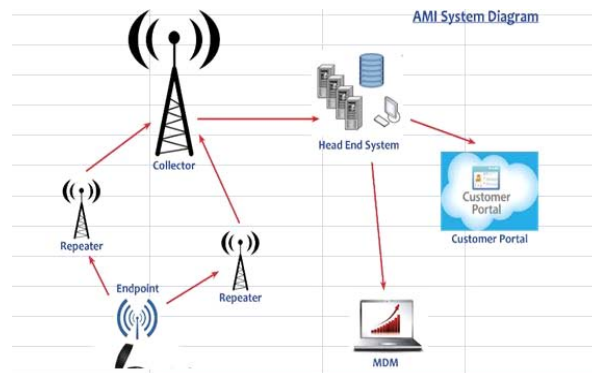 AMI System Diagram
Collector
Head End System
Customer
Portal
Customer Portal
Repeater
Repeater
Endpoint
MDM